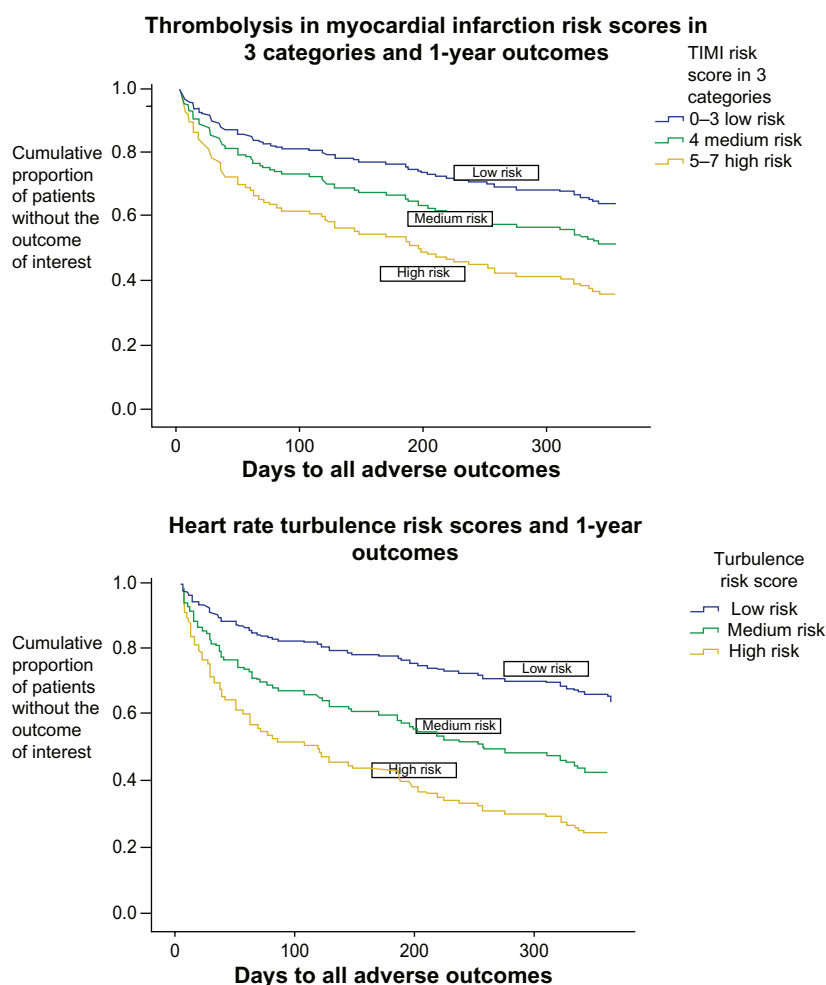 Thrombolysis in myocardial infarction risk scores in
3 categories and 1-year outcomes
TIMI risk
score in 3
categories
0–3 low risk
4 medium risk
5–7 high risk
Cumulative
proportion
of patients
without the
outcome
of interest
1.0
0.8
0.6
0.4
0.2
0.0
Low risk
Medium risk
High risk
0 100 200 300
Days to all adverse outcomes
Heart rate turbulence risk scores and 1-year
outcomes
Turbulence
risk score
Low risk
Medium risk
High risk
Cumulative
proportion
of patients
without the
outcome
of interest
1.0
0.8
0.6
0.4
0.2
0.0
Low risk
Medium risk
High risk
0 100 200 300
Days to all adverse outcomes